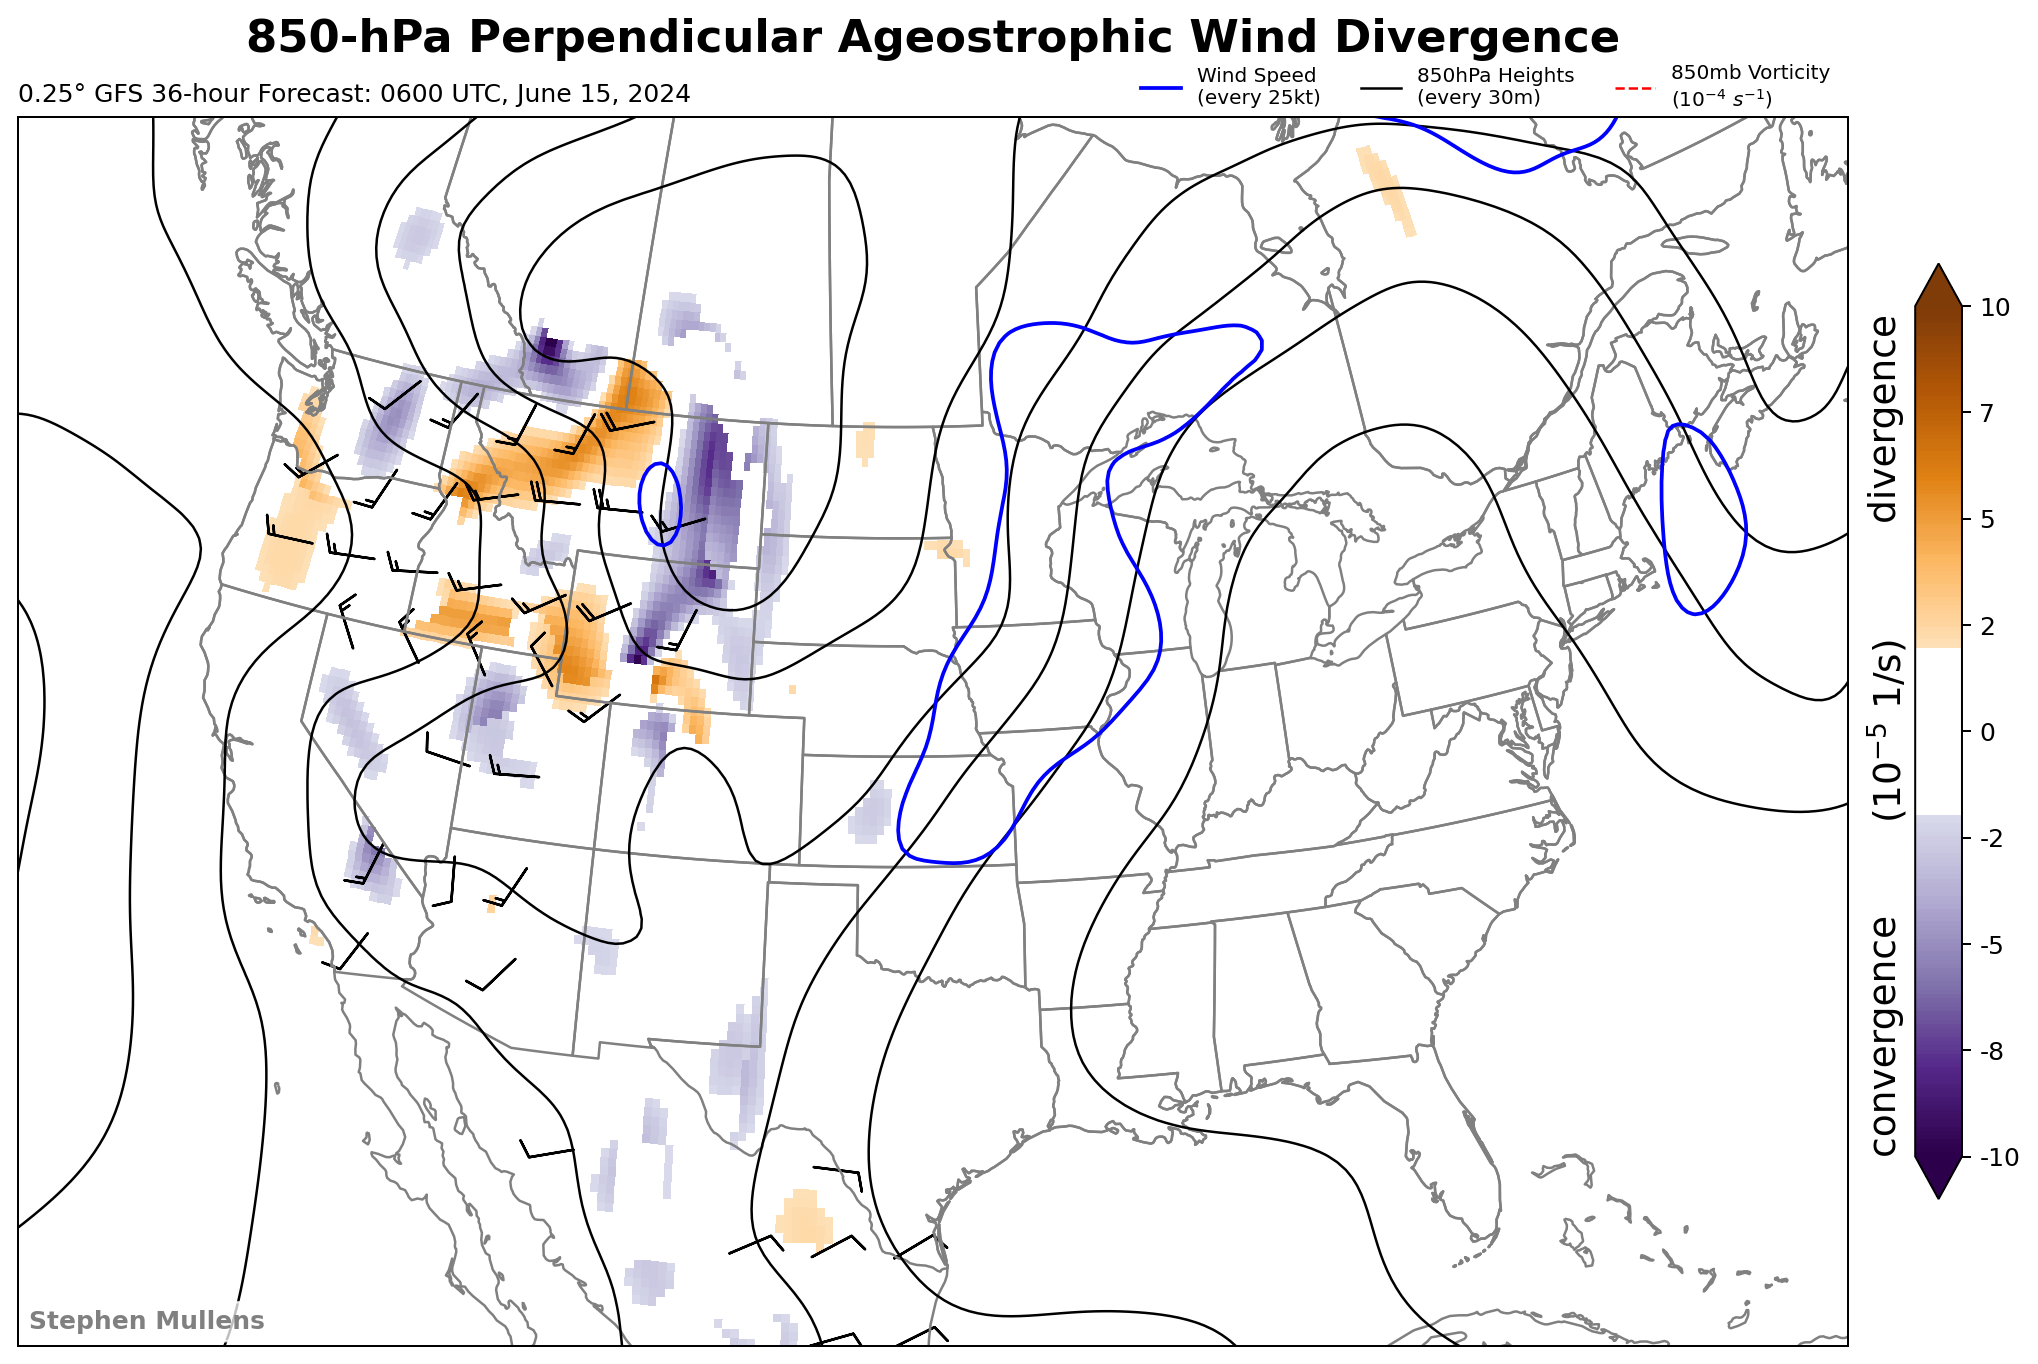 850-hPa Perpendicular Ageostrophic Wind Divergence
0.25° GFS 36-hour Forecast: 0600 UTC, June 15, 2024
Wind Speed
(every 25kt)
850hPa Heights
(every 30m)
850mb Vorticity
(10⁻⁴ s⁻¹)
10
7
5
2
0
-2
-5
-8
-10
convergence (10⁻⁵ 1/s) divergence
Stephen Mullens